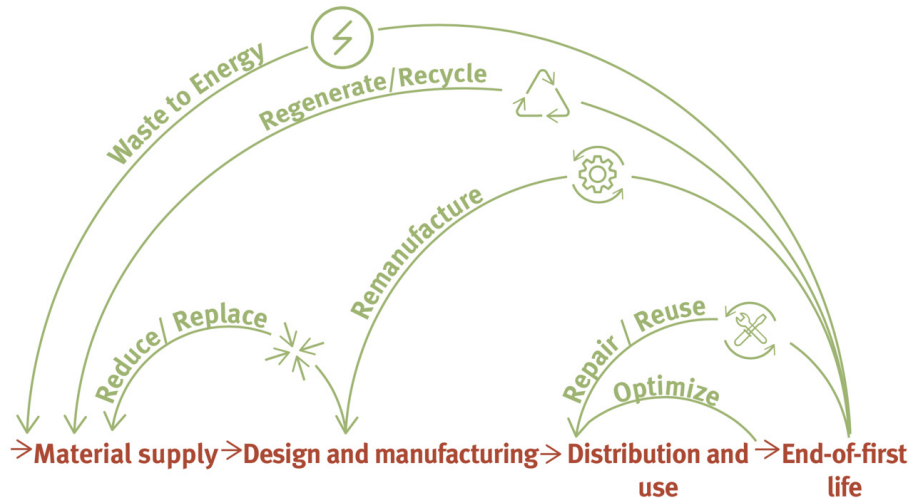 Waste to Energy
Regenerate/Recycle
Remanufacture
Reduce/ Replace
Repair / Reuse
Optimize
Material supply
Design and manufacturing
Distribution and
use
End-of-first
life